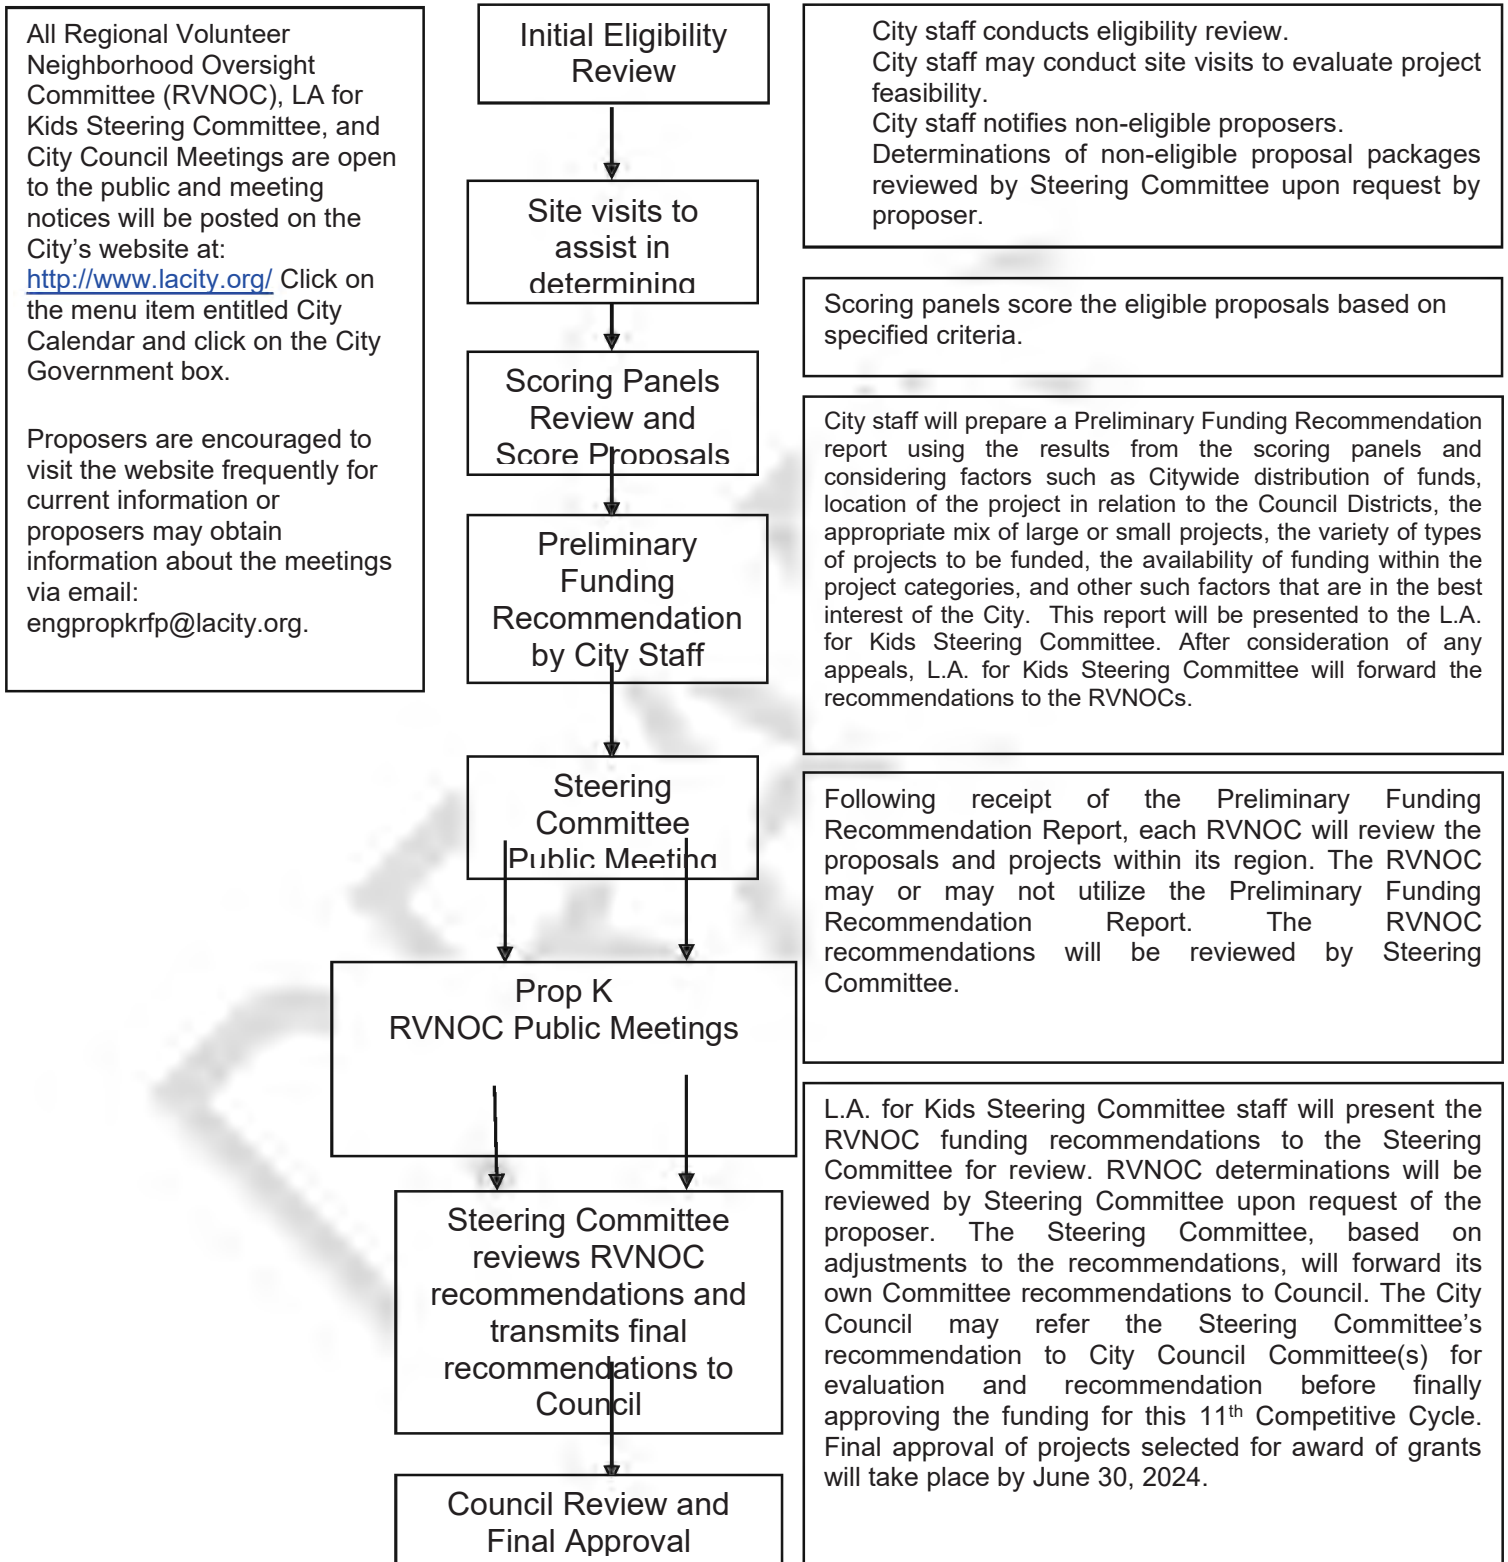 All Regional Volunteer
Neighborhood Oversight
Committee (RVNOC), LA for
Kids Steering Committee, and
City Council Meetings are open
to the public and meeting
notices will be posted on the
City’s website at:
http://www.lacity.org/ Click on
the menu item entitled City
Calendar and click on the City
Government box.
Proposers are encouraged to
visit the website frequently for
current information or
proposers may obtain
information about the meetings
via email:
engpropkrfp@lacity.org.
Initial Eligibility
Review
Site visits to
assist in
determining
Scoring Panels
Review and
Score Proposals
Preliminary
Funding
Recommendation
by City Staff
Steering
Committee
Public Meeting
Prop K
RVNOC Public Meetings
Steering Committee
reviews RVNOC
recommendations and
transmits final
recommendations to
Council
Council Review and
Final Approval
City staff conducts eligibility review.
City staff may conduct site visits to evaluate project
feasibility.
City staff notifies non-eligible proposers.
Determinations of non-eligible proposal packages
reviewed by Steering Committee upon request by
proposer.
Scoring panels score the eligible proposals based on
specified criteria.
City staff will prepare a Preliminary Funding Recommendation
report using the results from the scoring panels and
considering factors such as Citywide distribution of funds,
location of the project in relation to the Council Districts, the
appropriate mix of large or small projects, the variety of types
of projects to be funded, the availability of funding within the
project categories, and other such factors that are in the best
interest of the City. This report will be presented to the L.A.
for Kids Steering Committee. After consideration of any
appeals, L.A. for Kids Steering Committee will forward the
recommendations to the RVNOCs.
Following receipt of the Preliminary Funding
Recommendation Report, each RVNOC will review the
proposals and projects within its region. The RVNOC
may or may not utilize the Preliminary Funding
Recommendation Report. The RVNOC
recommendations will be reviewed by Steering
Committee.
L.A. for Kids Steering Committee staff will present the
RVNOC funding recommendations to the Steering
Committee for review. RVNOC determinations will be
reviewed by Steering Committee upon request of the
proposer. The Steering Committee, based on
adjustments to the recommendations, will forward its
own Committee recommendations to Council. The City
Council may refer the Steering Committee’s
recommendation to City Council Committee(s) for
evaluation and recommendation before finally
approving the funding for this 11th Competitive Cycle.
Final approval of projects selected for award of grants
will take place by June 30, 2024.